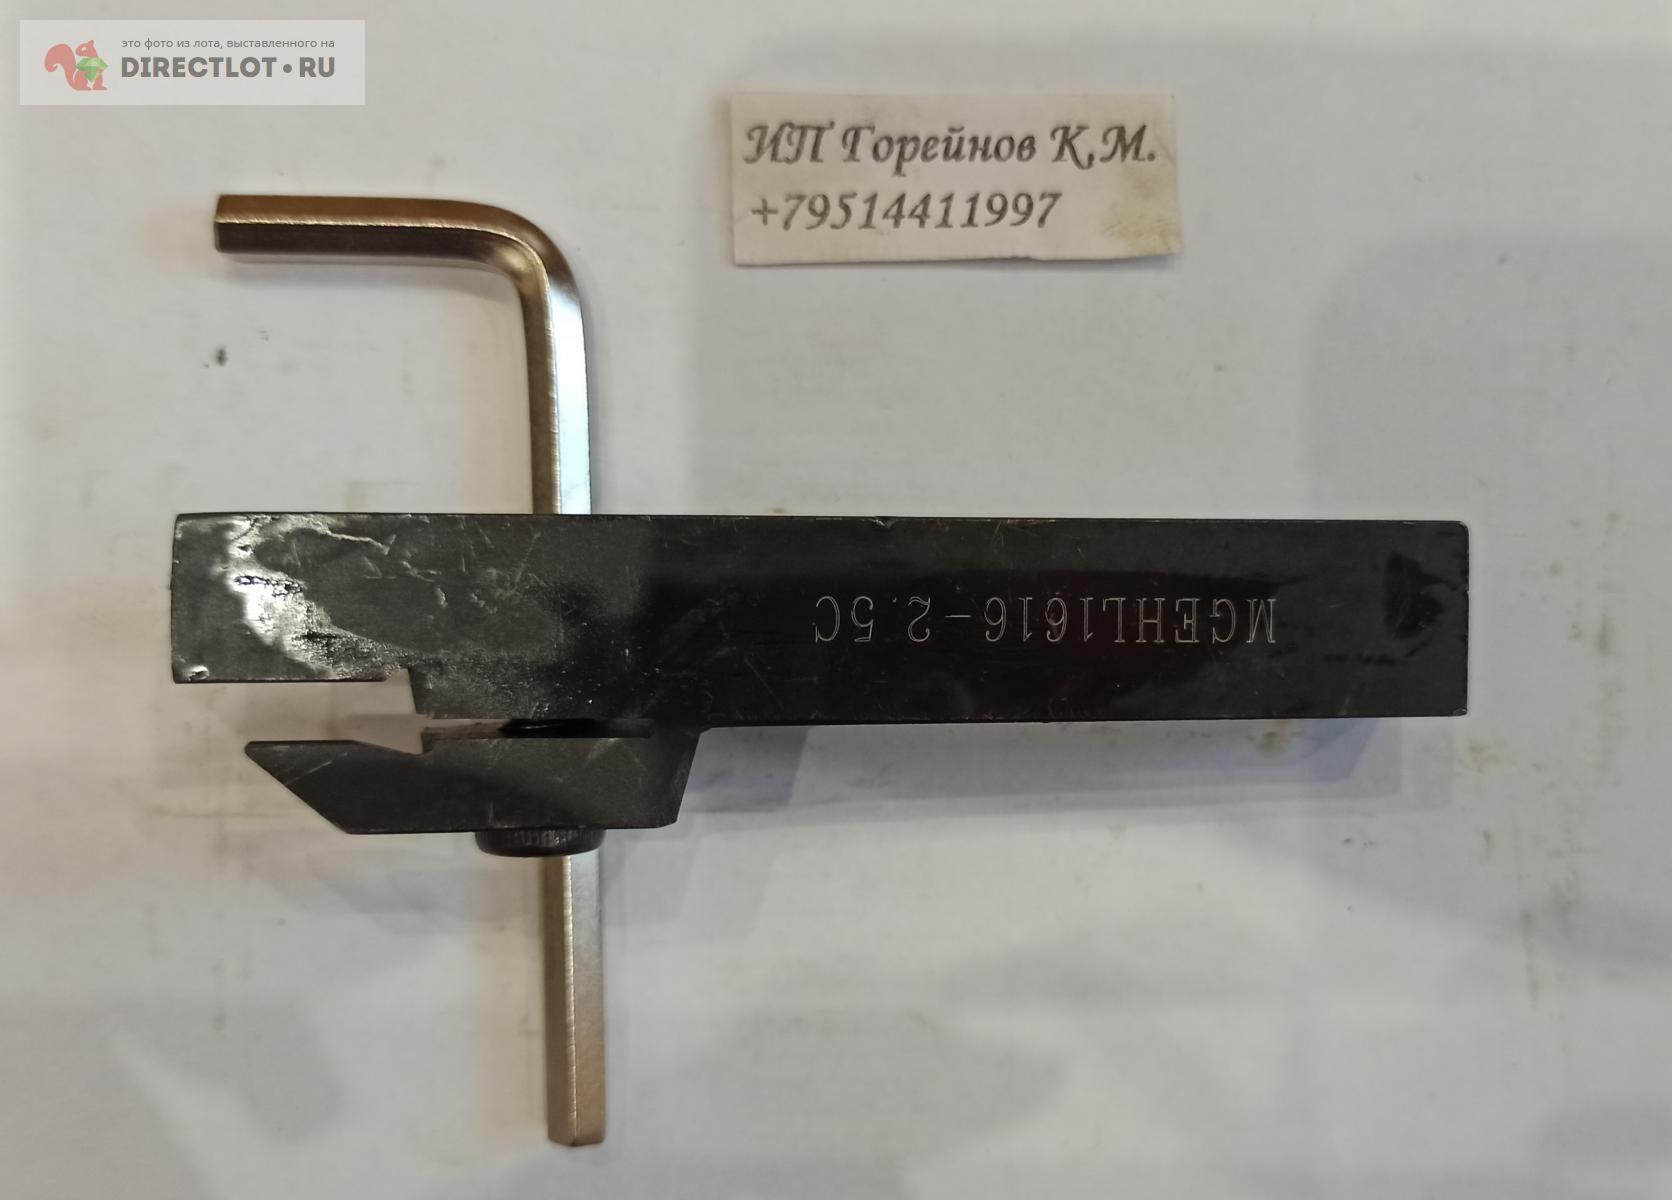 это фото из лота, выставленного на
DIRECTLOT•RU
ИП Горейнов К,М.
+79514411997
MGEHL1616-2.5C